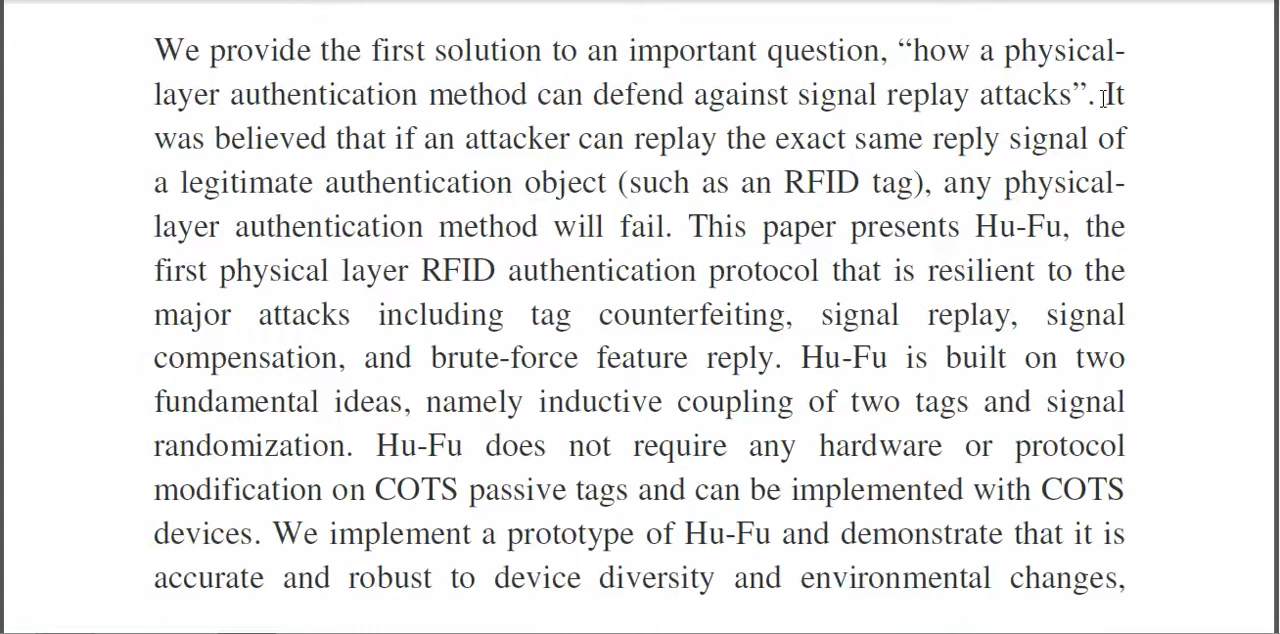 We provide the first solution to an important question, “how a physical-
layer authentication method can defend against signal replay attacks”. It
was believed that if an attacker can replay the exact same reply signal of
a legitimate authentication object (such as an RFID tag), any physical-
layer authentication method will fail. This paper presents Hu-Fu, the
first physical layer RFID authentication protocol that is resilient to the
major attacks including tag counterfeiting, signal replay, signal
compensation, and brute-force feature reply. Hu-Fu is built on two
fundamental ideas, namely inductive coupling of two tags and signal
randomization. Hu-Fu does not require any hardware or protocol
modification on COTS passive tags and can be implemented with COTS
devices. We implement a prototype of Hu-Fu and demonstrate that it is
accurate and robust to device diversity and environmental changes,